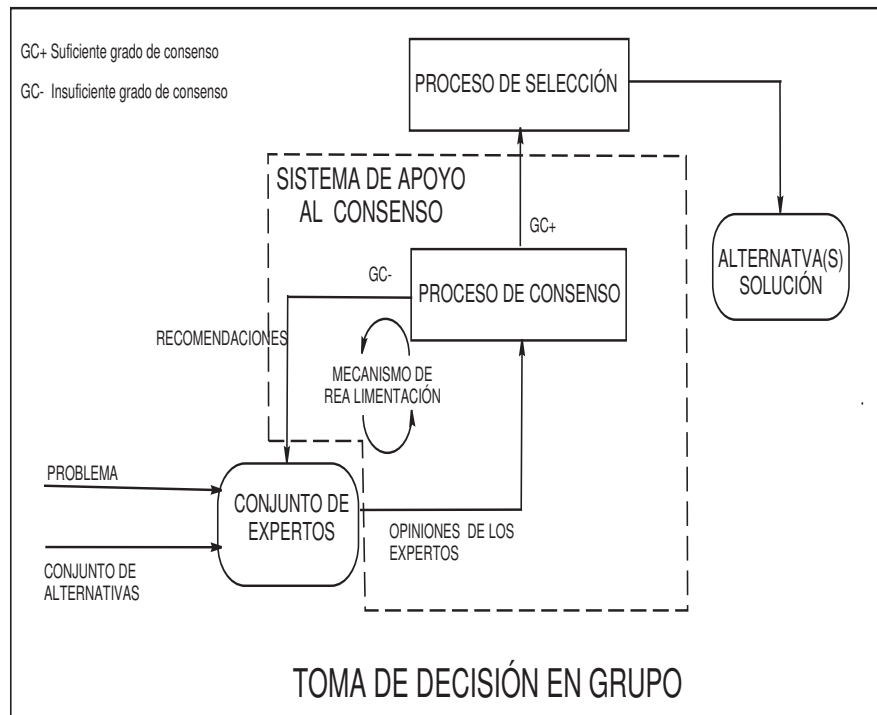 GC+ Suficiente grado de consenso
GC- Insuficiente grado de consenso
PROCESO DE SELECCIÓN
SISTEMA DE APOYO
AL CONSENSO
GC+
ALTERNATVA(S)
SOLUCIÓN
GC-
PROCESO DE CONSENSO
RECOMENDACIONES
MECANISMO DE
REA LIMENTACIÓN
PROBLEMA
CONJUNTO DE
EXPERTOS
OPINIONES DE LOS
EXPERTOS
CONJUNTO DE
ALTERNATIVAS
TOMA DE DECISIÓN EN GRUPO